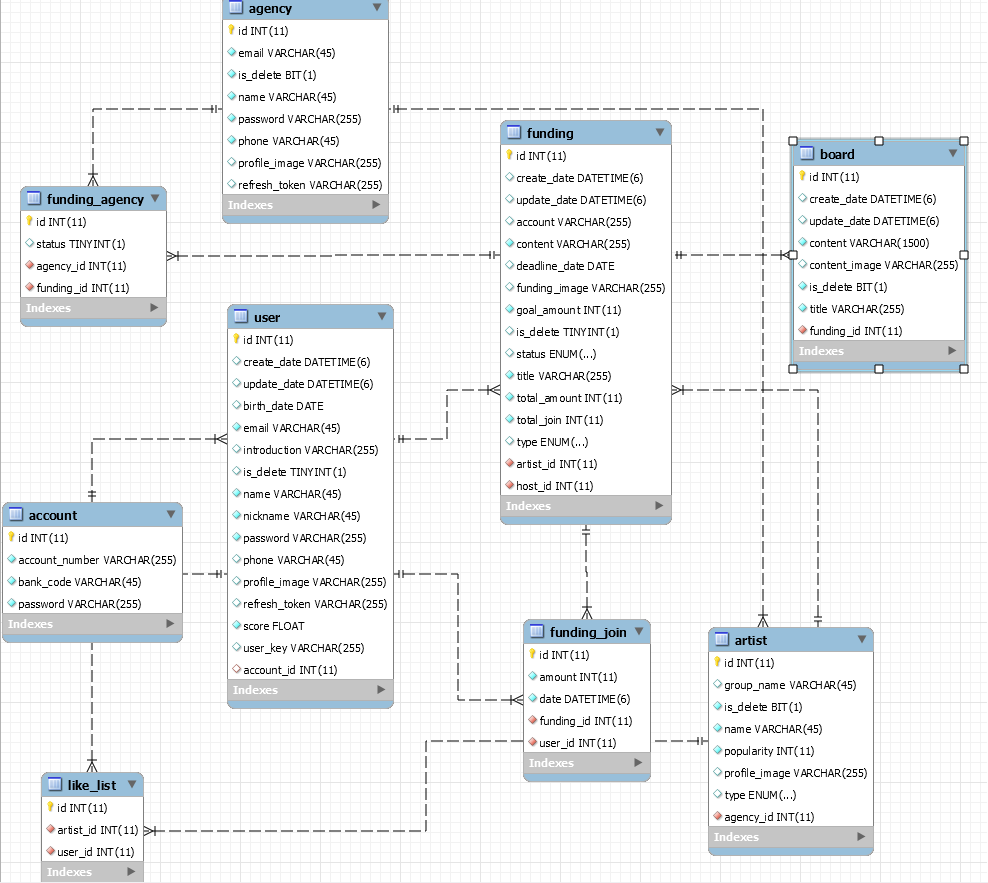 agency
id INT(11)
email VARCHAR(45)
is_delete BIT(1)
name VARCHAR(45)
password VARCHAR(255)
phone VARCHAR(45)
profile_image VARCHAR(255)
refresh_token VARCHAR(255)
Indexes
funding_agency
id INT(11)
status TINYINT(1)
agency_id INT(11)
funding_id INT(11)
Indexes
funding
id INT(11)
create_date DATETIME(6)
update_date DATETIME(6)
account VARCHAR(255)
content VARCHAR(255)
deadline_date DATE
funding_image VARCHAR(255)
goal_amount INT(11)
is_delete TINYINT(1)
status ENUM(...)
title VARCHAR(255)
total_amount INT(11)
total_join INT(11)
type ENUM(...)
artist_id INT(11)
host_id INT(11)
Indexes
board
id INT(11)
create_date DATETIME(6)
update_date DATETIME(6)
content VARCHAR(1500)
content_image VARCHAR(255)
is_delete BIT(1)
title VARCHAR(255)
funding_id INT(11)
Indexes
user
id INT(11)
create_date DATETIME(6)
update_date DATETIME(6)
birth_date DATE
email VARCHAR(45)
introduction VARCHAR(255)
is_delete TINYINT(1)
name VARCHAR(45)
nickname VARCHAR(45)
password VARCHAR(255)
phone VARCHAR(45)
profile_image VARCHAR(255)
refresh_token VARCHAR(255)
score FLOAT
user_key VARCHAR(255)
account_id INT(11)
Indexes
account
id INT(11)
account_number VARCHAR(255)
bank_code VARCHAR(45)
password VARCHAR(255)
Indexes
funding_join
id INT(11)
amount INT(11)
date DATETIME(6)
funding_id INT(11)
user_id INT(11)
Indexes
artist
id INT(11)
group_name VARCHAR(45)
is_delete BIT(1)
name VARCHAR(45)
popularity INT(11)
profile_image VARCHAR(255)
type ENUM(...)
agency_id INT(11)
Indexes
like_list
id INT(11)
artist_id INT(11)
user_id INT(11)
Indexes